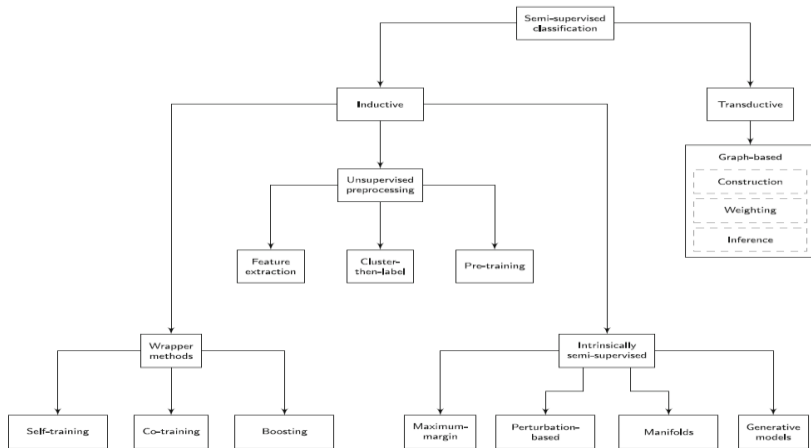 Semi-supervised
classification
Inductive
Transductive
Graph-based
Construction
Weighting
Inference
Unsupervised
preprocessing
Feature
extraction
Cluster-
then-label
Pre-training
Wrapper
methods
Intrinsically
semi-supervised
Self-training
Co-training
Boosting
Maximum-
margin
Perturbation-
based
Manifolds
Generative
models